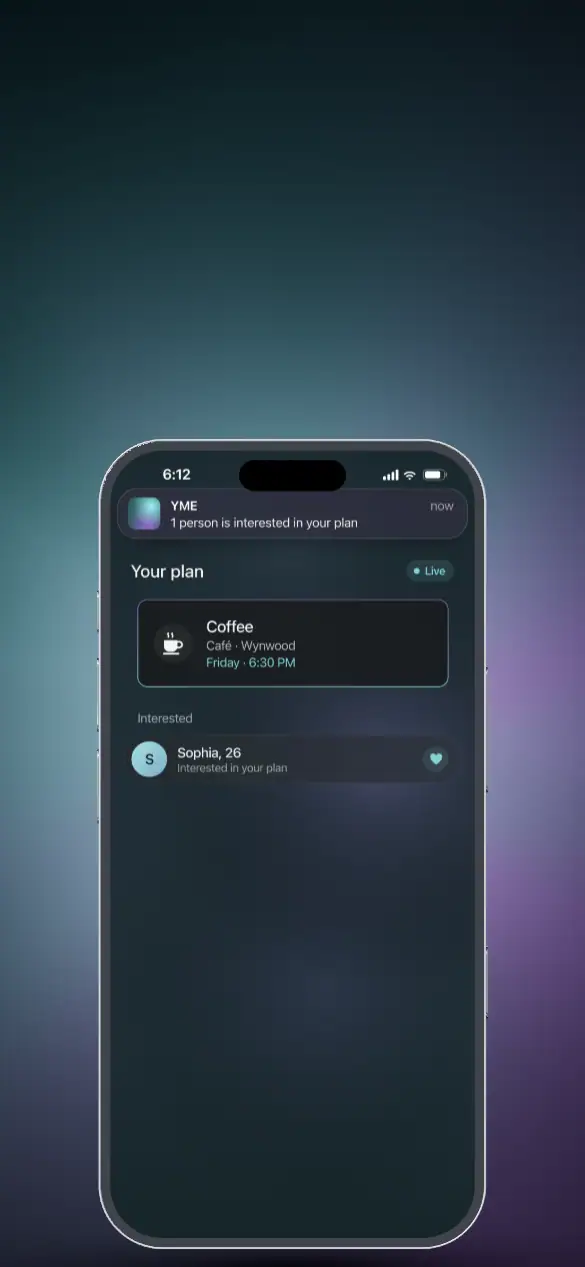 6:12
YME
now
1 person is interested in your plan
Your plan
Live
Coffee
Café · Wynwood
Friday · 6:30 PM
Interested
S
Sophia, 26
Interested in your plan